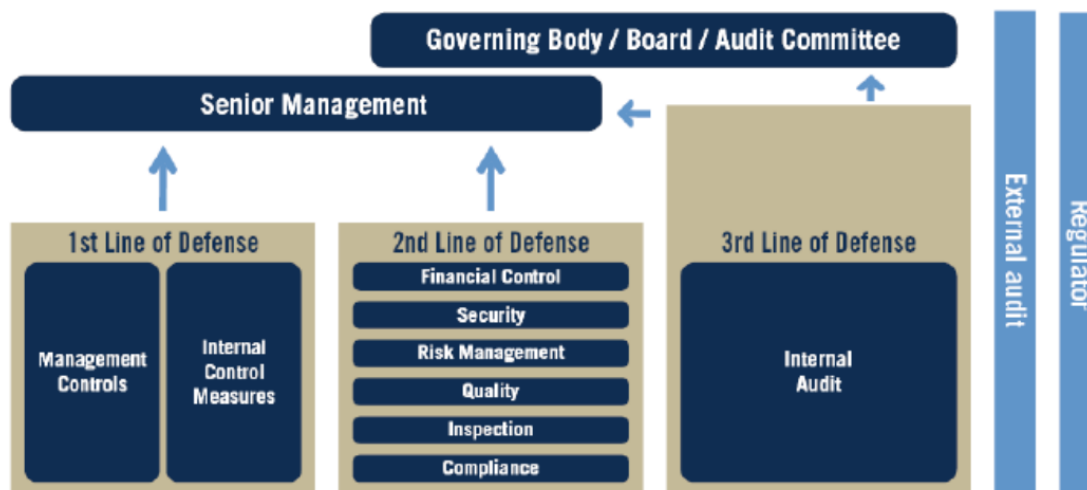 Governing Body / Board / Audit Committee
Senior Management
1st Line of Defense
Management
Controls
Internal
Control
Measures
2nd Line of Defense
Financial Control
Security
Risk Management
Quality
Inspection
Compliance
3rd Line of Defense
Internal
Audit
External audit
Regulator